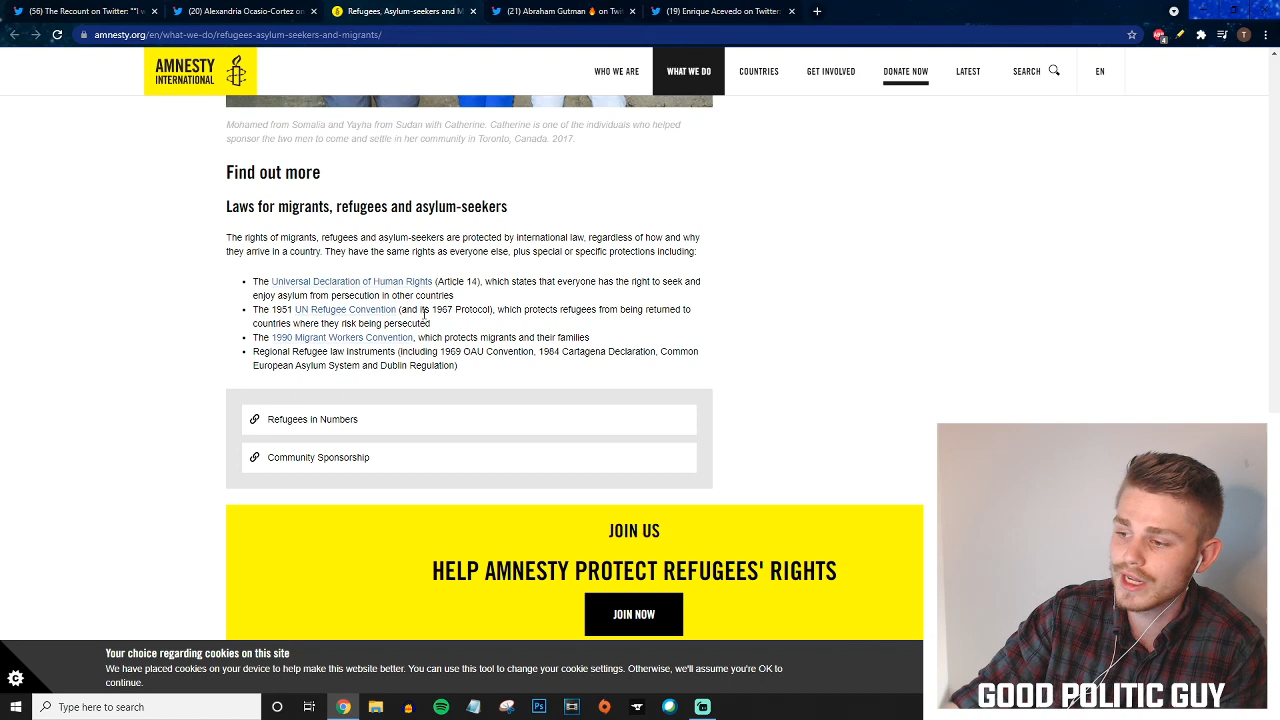 (56) The Recount on Twitter: "") w
(20) Alexandria Ocasio-Cortez on
Refugees, Asylum-seekers and M
(21) Abraham Gutman 🔥 on Twi
(19) Enrique Acevedo on Twitter:
amnesty.org/en/what-we-do/refugees-asylum-seekers-and-migrants/
AMNESTY INTERNATIONAL
WHO WE ARE
WHAT WE DO
COUNTRIES
GET INVOLVED
DONATE NOW
LATEST
SEARCH
EN
Mohamed from Somalia and Yayha from Sudan with Catherine. Catherine is one of the individuals who helped
sponsor the two men to come and settle in her community in Toronto, Canada. 2017.
Find out more
Laws for migrants, refugees and asylum-seekers
The rights of migrants, refugees and asylum-seekers are protected by international law, regardless of how and why
they arrive in a country. They have the same rights as everyone else, plus special or specific protections including:
• The Universal Declaration of Human Rights (Article 14), which states that everyone has the right to seek and
enjoy asylum from persecution in other countries
• The 1951 UN Refugee Convention (and its 1967 Protocol), which protects refugees from being returned to
countries where they risk being persecuted
• The 1990 Migrant Workers Convention, which protects migrants and their families
• Regional Refugee law instruments (including 1969 OAU Convention, 1984 Cartagena Declaration, Common
European Asylum System and Dublin Regulation)
Refugees in Numbers
Community Sponsorship
JOIN US
HELP AMNESTY PROTECT REFUGEES' RIGHTS
JOIN NOW
Your choice regarding cookies on this site
We have placed cookies on your device to help make this website better. You can use this tool to change your cookie settings. Otherwise, we'll assume you're OK to
continue.
GOOD POLITIC GUY
Type here to search